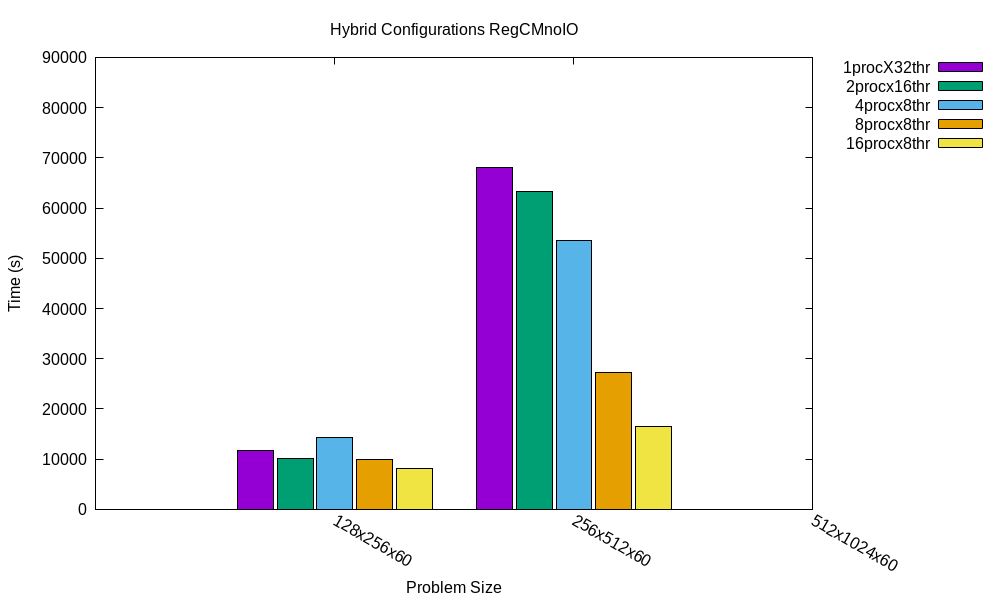 Hybrid Configurations RegCMnoIO
90000
80000
70000
60000
50000
40000
30000
20000
10000
0
Time (s)
128x256x60
256x512x60
512x1024x60
Problem Size
1procX32thr
2procx16thr
4procx8thr
8procx8thr
16procx8thr